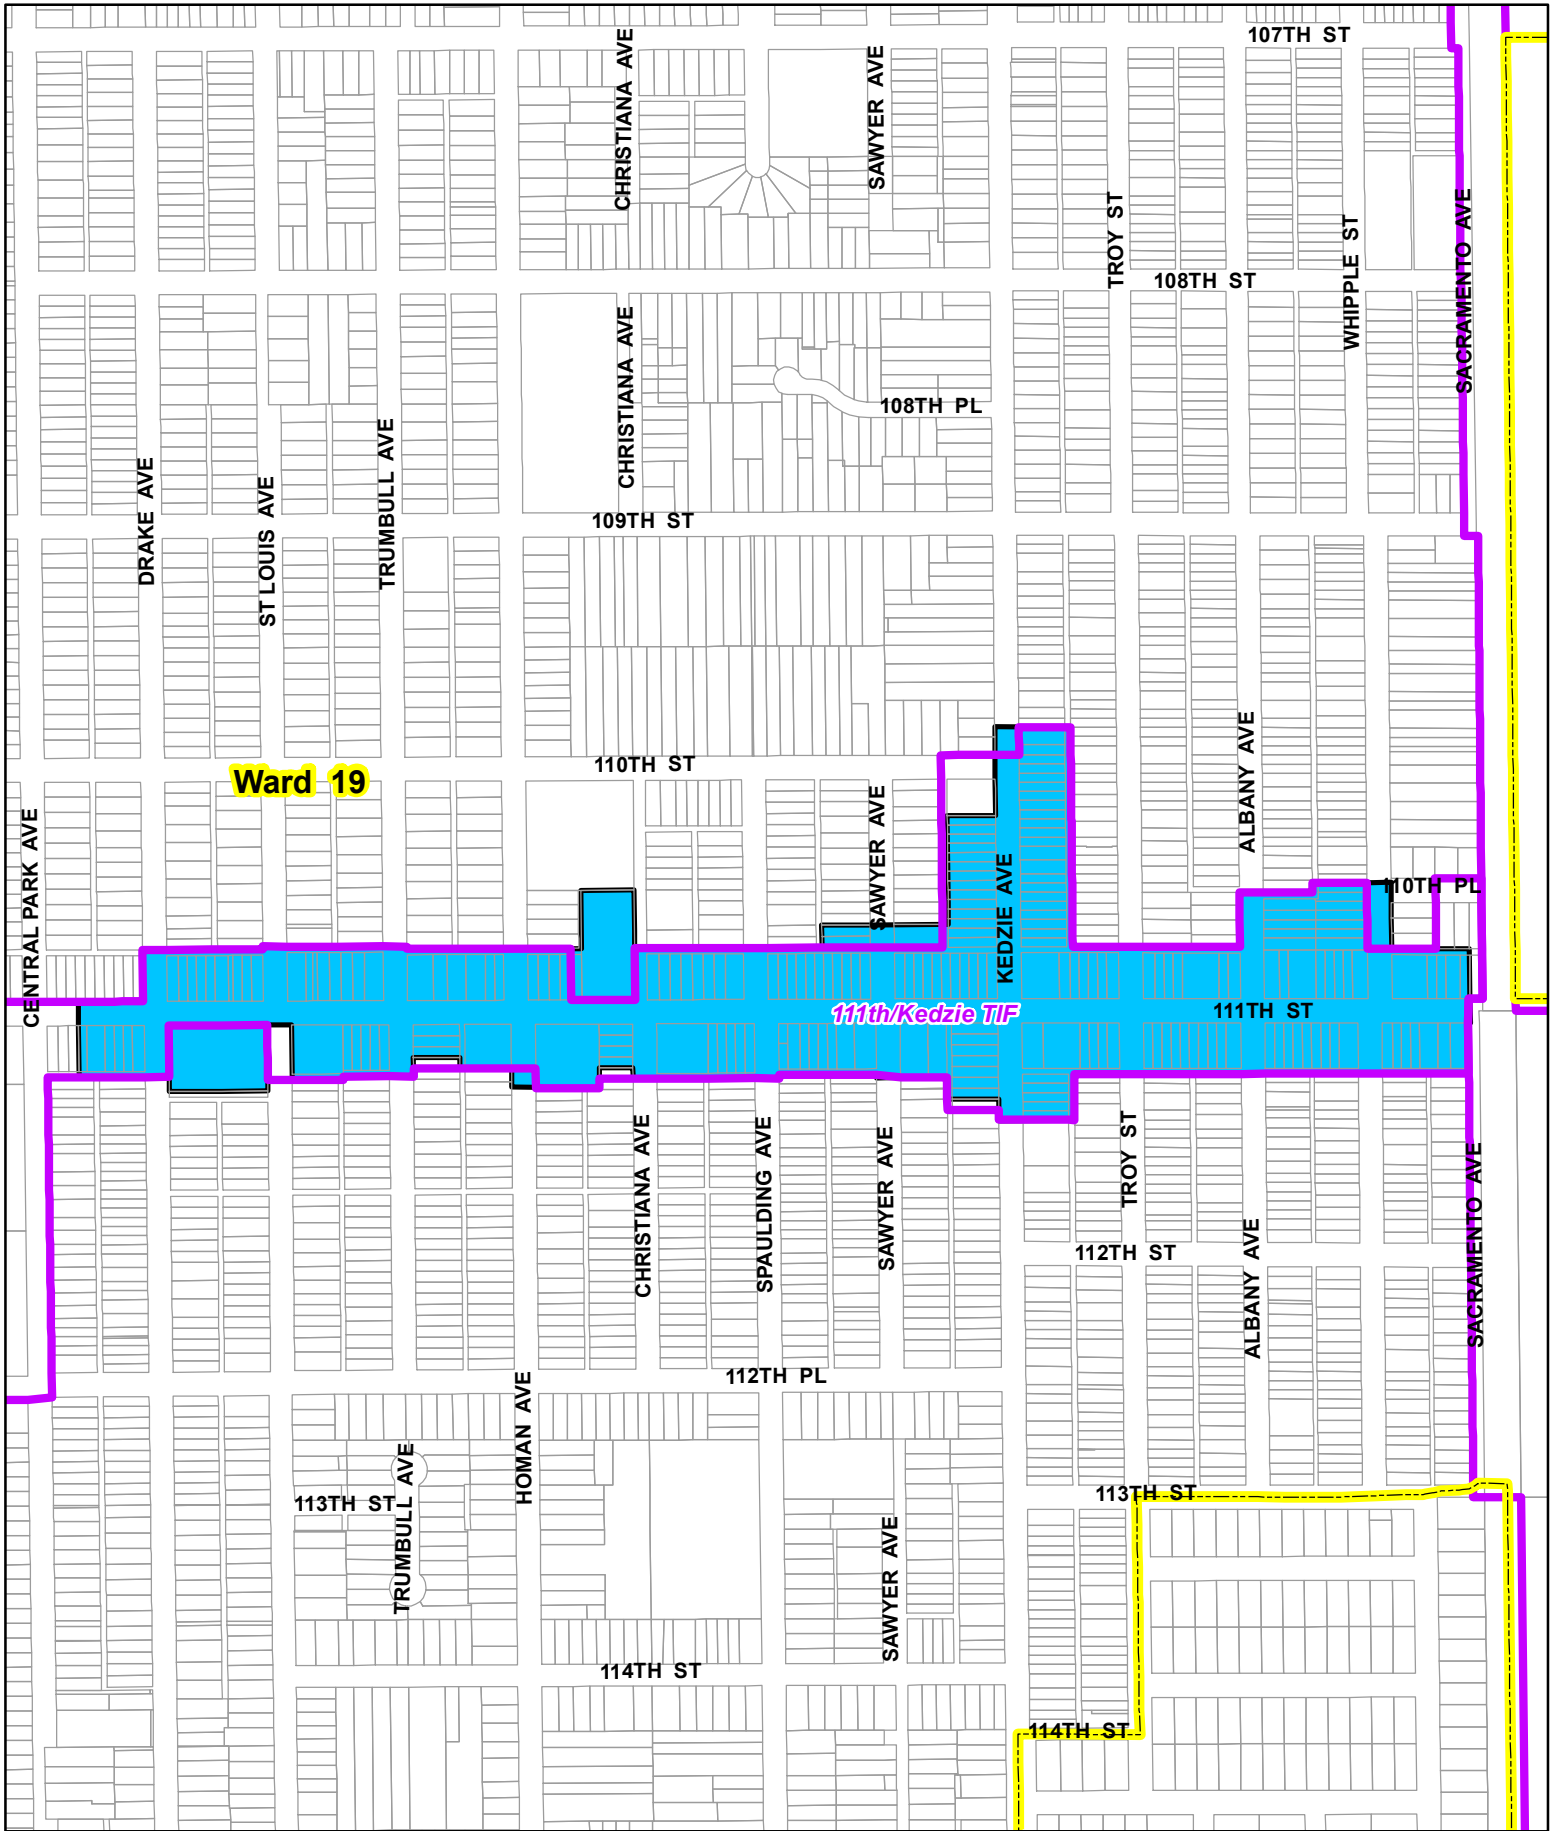 107TH ST
CHRISTIANA AVE
SAWYER AVE
TROY ST
WHIPPLE ST
SACRAMENTO AVE
108TH ST
CHRISTIANA AVE
108TH PL
DRAKE AVE
ST LOUIS AVE
TRUMBULL AVE
109TH ST
110TH ST
Ward 19
CENTRAL PARK AVE
SAWYER AVE
KEDZIE AVE
ALBANY AVE
110TH PL
111th/Kedzie TIF
111TH ST
CHRISTIANA AVE
SPAULDING AVE
SAWYER AVE
TROY ST
112TH ST
ALBANY AVE
SACRAMENTO AVE
112TH PL
HOMAN AVE
TRUMBULL AVE
113TH ST
113TH ST
SAWYER AVE
114TH ST
114TH ST